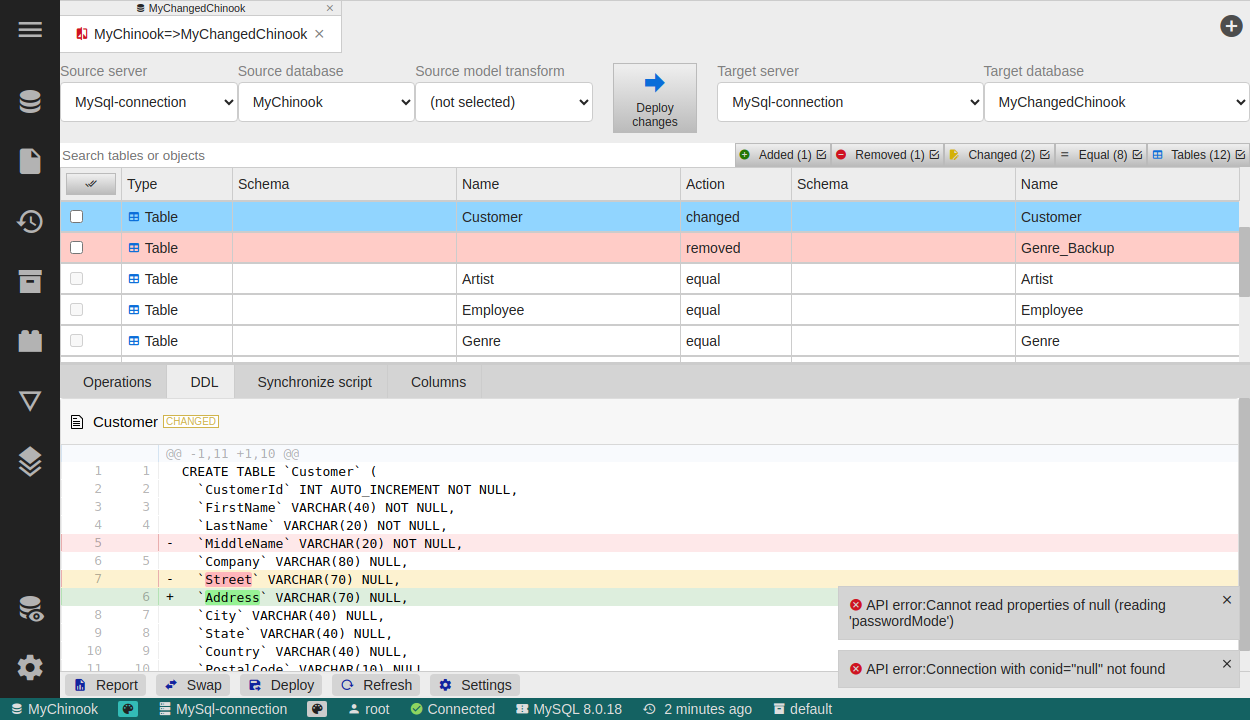 MyChangedChinook ×
MyChinook=>MyChangedChinook ×
Source server Source database Source model transform Target server Target database
MySql-connection MyChinook (not selected) Deploy changes MySql-connection MyChangedChinook
Search tables or objects Added (1) Removed (1) Changed (2) = Equal (8) Tables (12)
Type Schema Name Action Schema Name
Table Customer changed Customer
Table removed Genre_Backup
Table Artist equal Artist
Table Employee equal Employee
Table Genre equal Genre
Operations DDL Synchronize script Columns
Customer CHANGED
@@ -1,11 +1,10 @@
1 1 CREATE TABLE `Customer` (
2 2 `CustomerId` INT AUTO_INCREMENT NOT NULL,
3 3 `FirstName` VARCHAR(40) NOT NULL,
4 4 `LastName` VARCHAR(20) NOT NULL,
5 - `MiddleName` VARCHAR(20) NOT NULL,
6 5 `Company` VARCHAR(80) NULL,
7 - `Street` VARCHAR(70) NULL,
6 + `Address` VARCHAR(70) NULL,
8 7 `City` VARCHAR(40) NULL,
9 8 `State` VARCHAR(40) NULL,
10 9 `Country` VARCHAR(40) NULL,
11 10 `PostalCode` VARCHAR(10) NULL,
API error:Cannot read properties of null (reading
'passwordMode')
API error:Connection with conid="null" not found
Report Swap Deploy Refresh Settings
MyChinook MySql-connection root Connected MySQL 8.0.18 2 minutes ago default